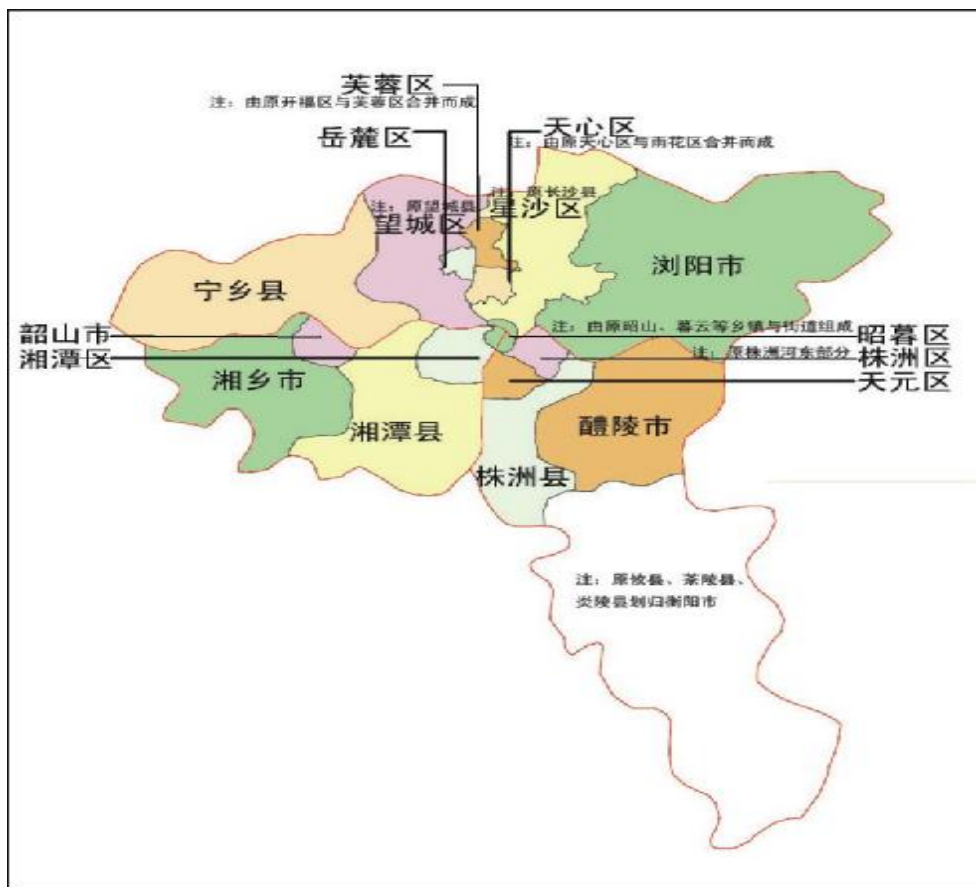 芙蓉区
注：由原开福区与芙蓉区合并而成
岳麓区
天心区
注：由原天心区与雨花区合并而成
注：原长沙县
星沙区
注：原望城县
望城区
浏阳市
宁乡县
韶山市
注：由原昭山、暮云等乡镇与街道组成
昭暮区
湘潭区
注：原株洲河东部分
株洲区
湘乡市
天元区
湘潭县
醴陵市
株洲县
注：原攸县、茶陵县、
炎陵县划归衡阳市